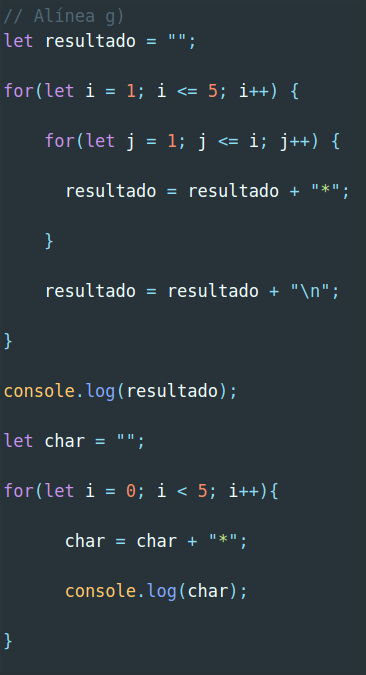 // Alínea g)
let resultado = "";
for(let i = 1; i <= 5; i++) {
for(let j = 1; j <= i; j++) {
resultado = resultado + "*";
}
resultado = resultado + "\n";
}
console.log(resultado);
let char = "";
for(let i = 0; i < 5; i++){
char = char + "*";
console.log(char);
}